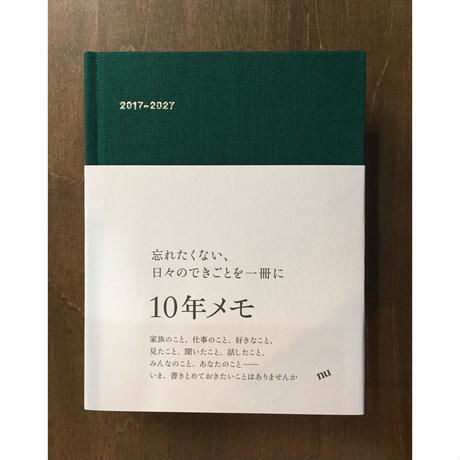 2017~2027
忘れたくない、
日々のできごとを一冊に
10年メモ
家族のこと、仕事のこと、好きなこと、
見たこと、聞いたこと、話したこと、
みんなのこと、あなたのこと——
いま、書きとめておきたいことはありませんか
nu